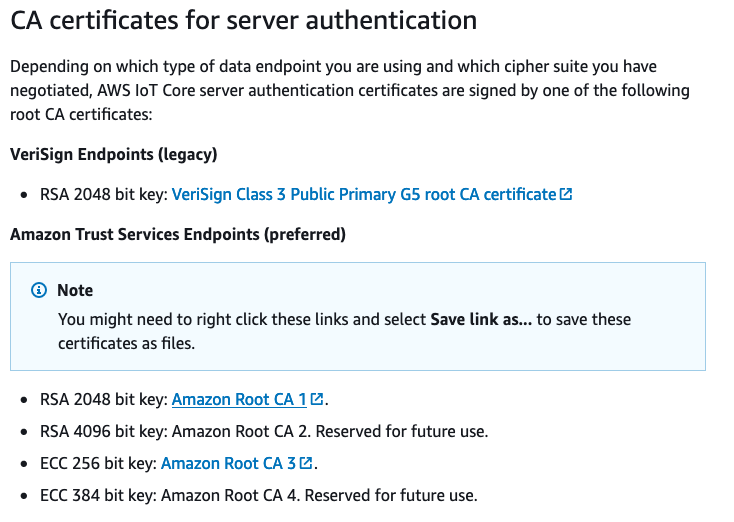 CA certificates for server authentication
Depending on which type of data endpoint you are using and which cipher suite you have
negotiated, AWS IoT Core server authentication certificates are signed by one of the following
root CA certificates:
VeriSign Endpoints (legacy)
• RSA 2048 bit key: VeriSign Class 3 Public Primary G5 root CA certificate
Amazon Trust Services Endpoints (preferred)
Note
You might need to right click these links and select Save link as... to save these
certificates as files.
• RSA 2048 bit key: Amazon Root CA 1.
• RSA 4096 bit key: Amazon Root CA 2. Reserved for future use.
• ECC 256 bit key: Amazon Root CA 3.
• ECC 384 bit key: Amazon Root CA 4. Reserved for future use.